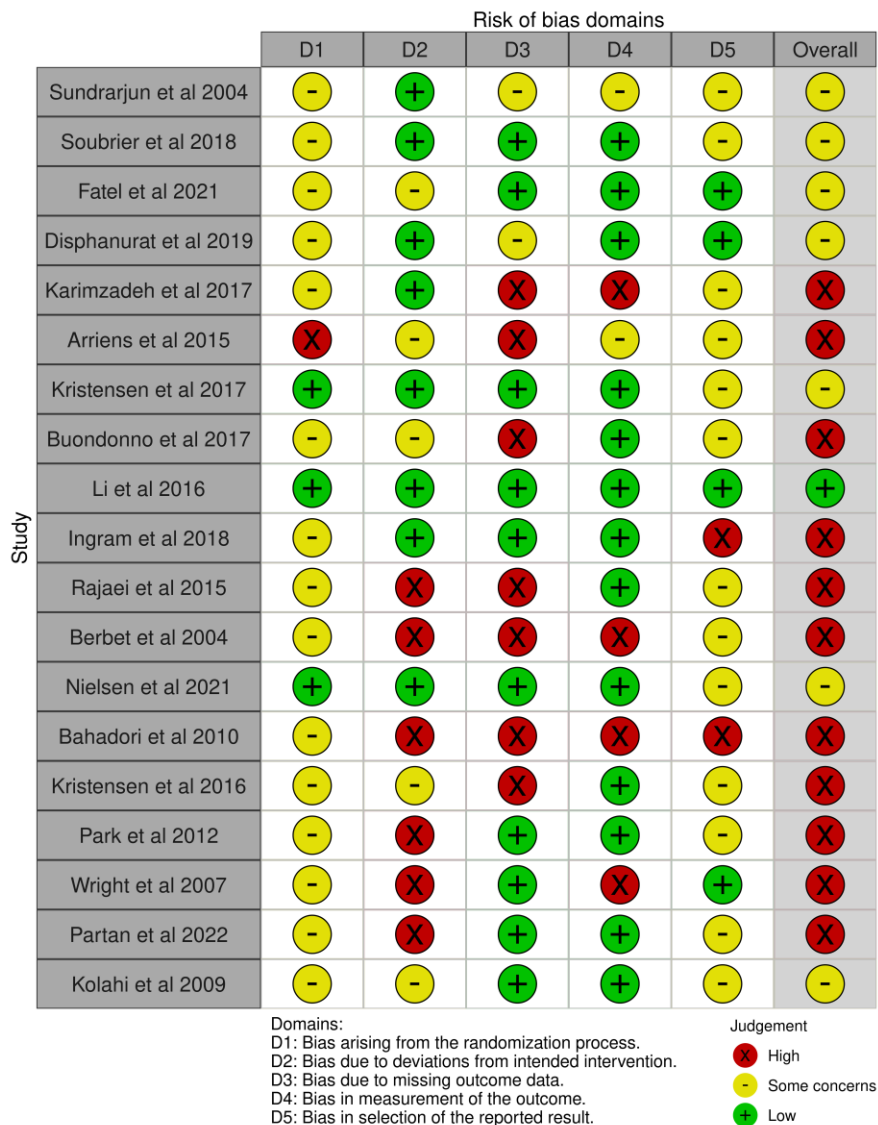 Risk of bias domains
D1 D2 D3 D4 D5 Overall
Study
Sundrarjun et al 2004 - + - - - -
Soubrier et al 2018 - + + + - -
Fatel et al 2021 - - + + + -
Disphanurat et al 2019 - + - + + -
Karimzadeh et al 2017 - + X X - X
Arriens et al 2015 X - X - - X
Kristensen et al 2017 + + + + - -
Buondonno et al 2017 - - X + - X
Li et al 2016 + + + + + +
Ingram et al 2018 - + + + X X
Rajaei et al 2015 - X X + - X
Berbet et al 2004 - X X X - X
Nielsen et al 2021 + + + + - -
Bahadori et al 2010 - X X X X X
Kristensen et al 2016 - - X + - X
Park et al 2012 - X + + - X
Wright et al 2007 - X + X + X
Partan et al 2022 - X + + - X
Kolahi et al 2009 - - + + - -
Domains:
D1: Bias arising from the randomization process.
D2: Bias due to deviations from intended intervention.
D3: Bias due to missing outcome data.
D4: Bias in measurement of the outcome.
D5: Bias in selection of the reported result.
Judgement
X High
- Some concerns
+ Low